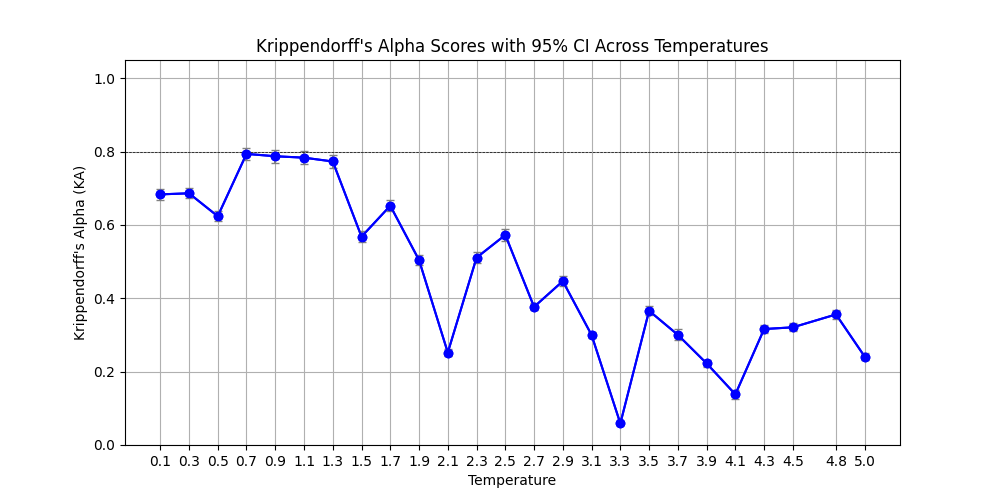 Krippendorff's Alpha Scores with 95% CI Across Temperatures
Krippendorff's Alpha (KA)
1.0
0.8
0.6
0.4
0.2
0.0
0.1 0.3 0.5 0.7 0.9 1.1 1.3 1.5 1.7 1.9 2.1 2.3 2.5 2.7 2.9 3.1 3.3 3.5 3.7 3.9 4.1 4.3 4.5 4.8 5.0
Temperature